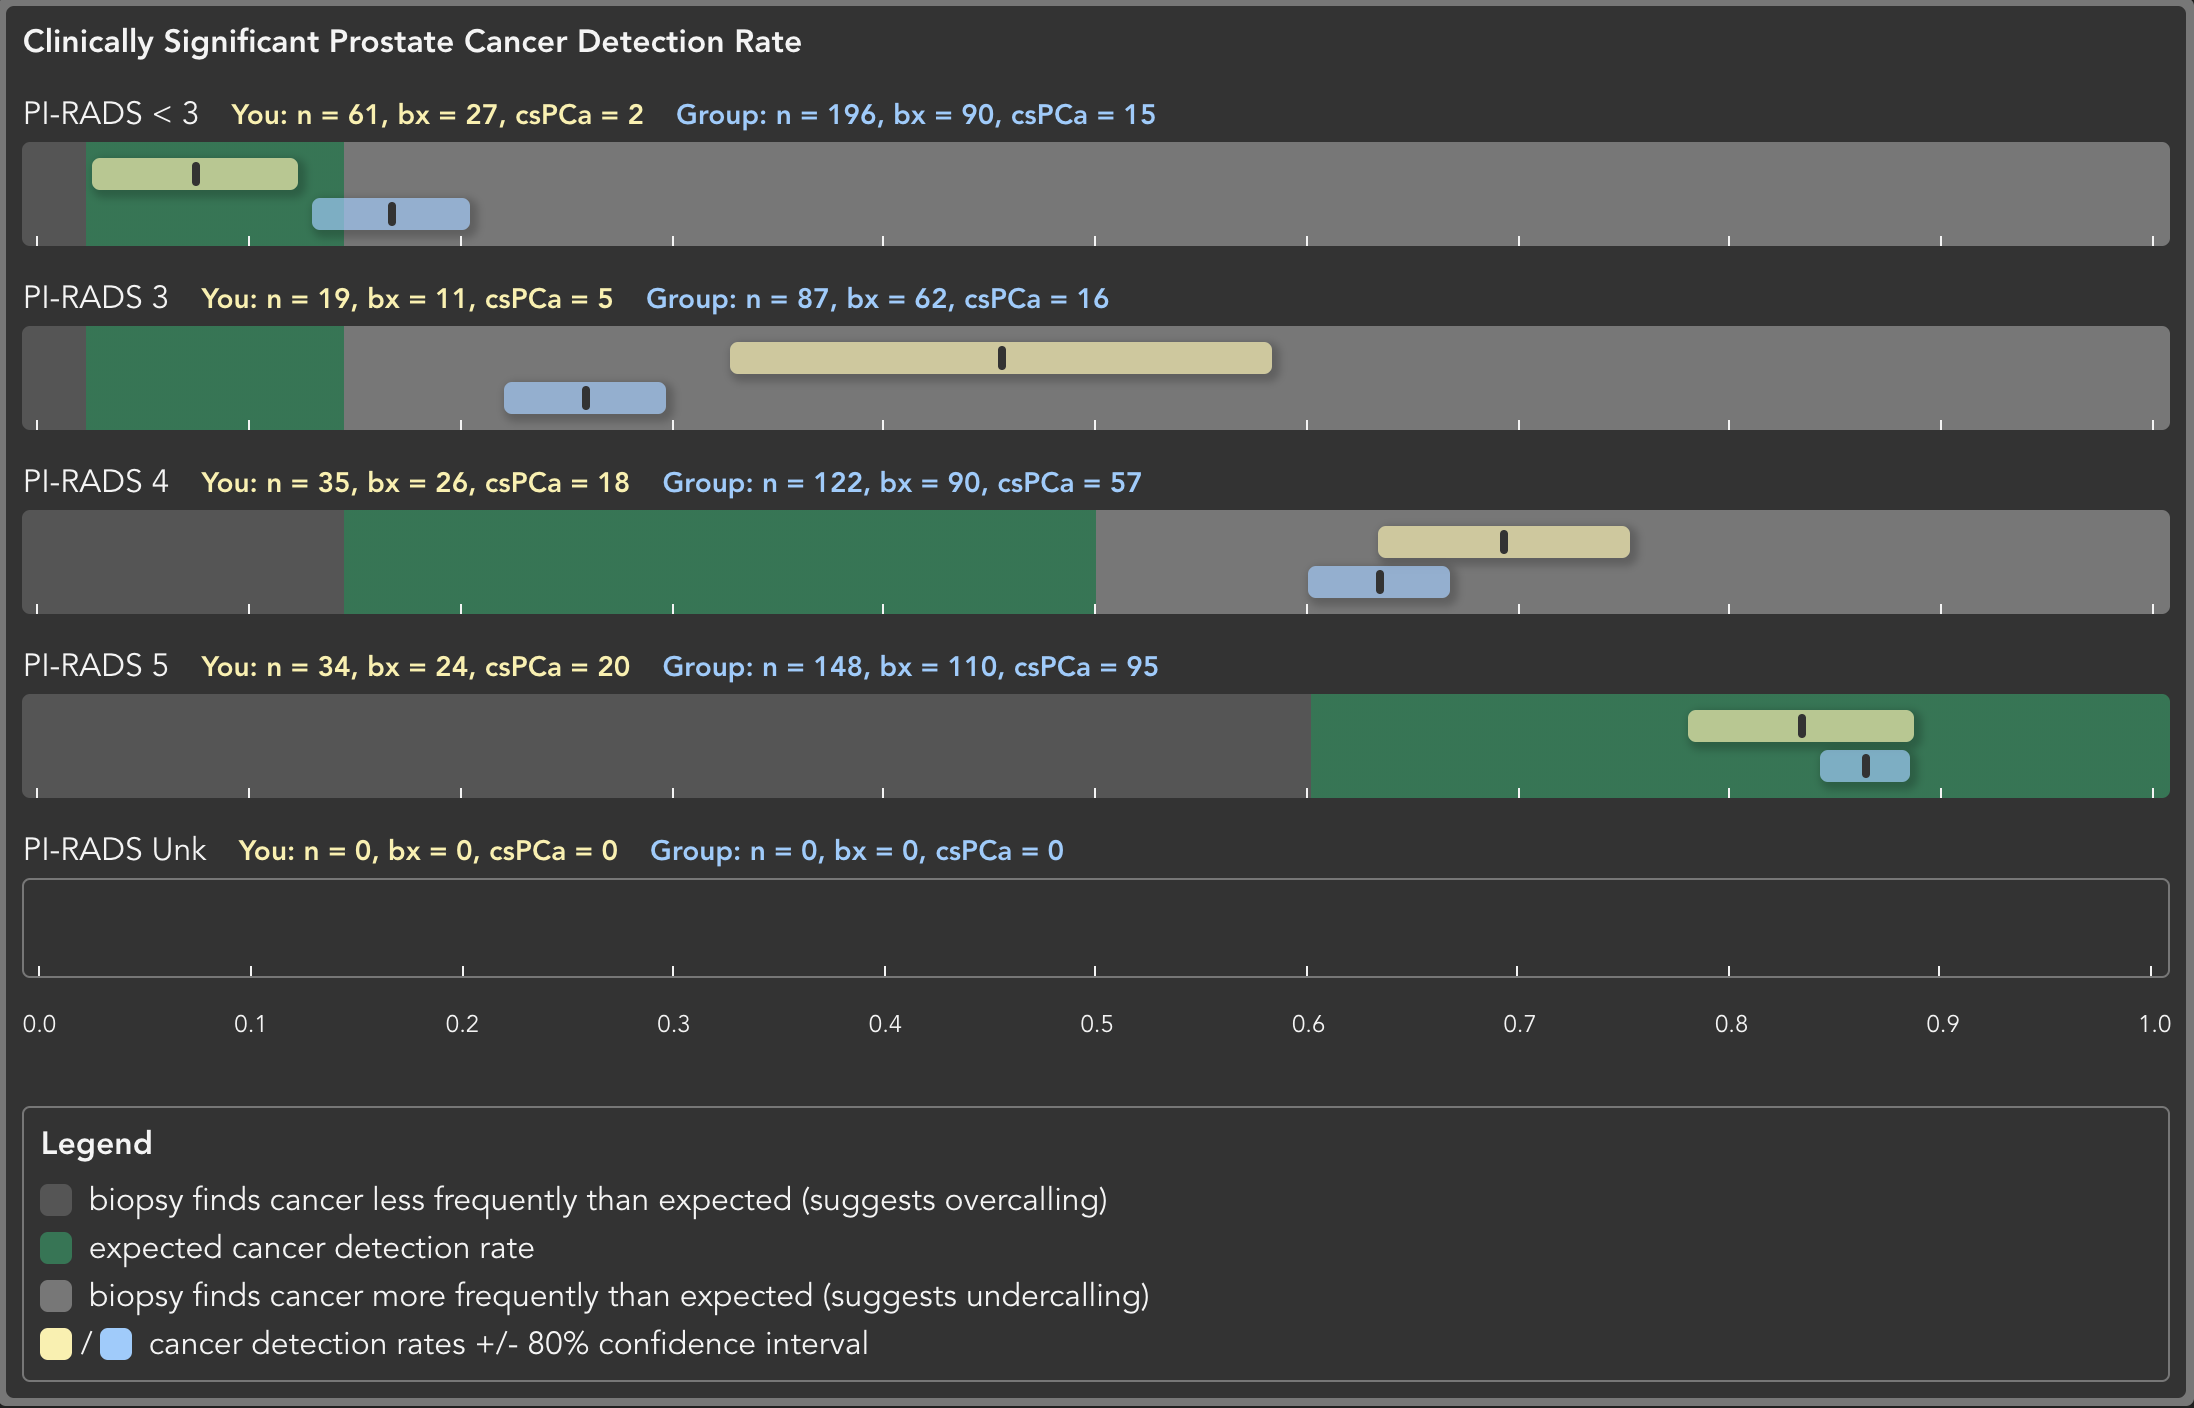 Clinically Significant Prostate Cancer Detection Rate
PI-RADS < 3 You: n = 61, bx = 27, csPCa = 2 Group: n = 196, bx = 90, csPCa = 15
PI-RADS 3 You: n = 19, bx = 11, csPCa = 5 Group: n = 87, bx = 62, csPCa = 16
PI-RADS 4 You: n = 35, bx = 26, csPCa = 18 Group: n = 122, bx = 90, csPCa = 57
PI-RADS 5 You: n = 34, bx = 24, csPCa = 20 Group: n = 148, bx = 110, csPCa = 95
PI-RADS Unk You: n = 0, bx = 0, csPCa = 0 Group: n = 0, bx = 0, csPCa = 0
0.0 0.1 0.2 0.3 0.4 0.5 0.6 0.7 0.8 0.9 1.0
Legend
biopsy finds cancer less frequently than expected (suggests overcalling)
expected cancer detection rate
biopsy finds cancer more frequently than expected (suggests undercalling)
/ cancer detection rates +/- 80% confidence interval